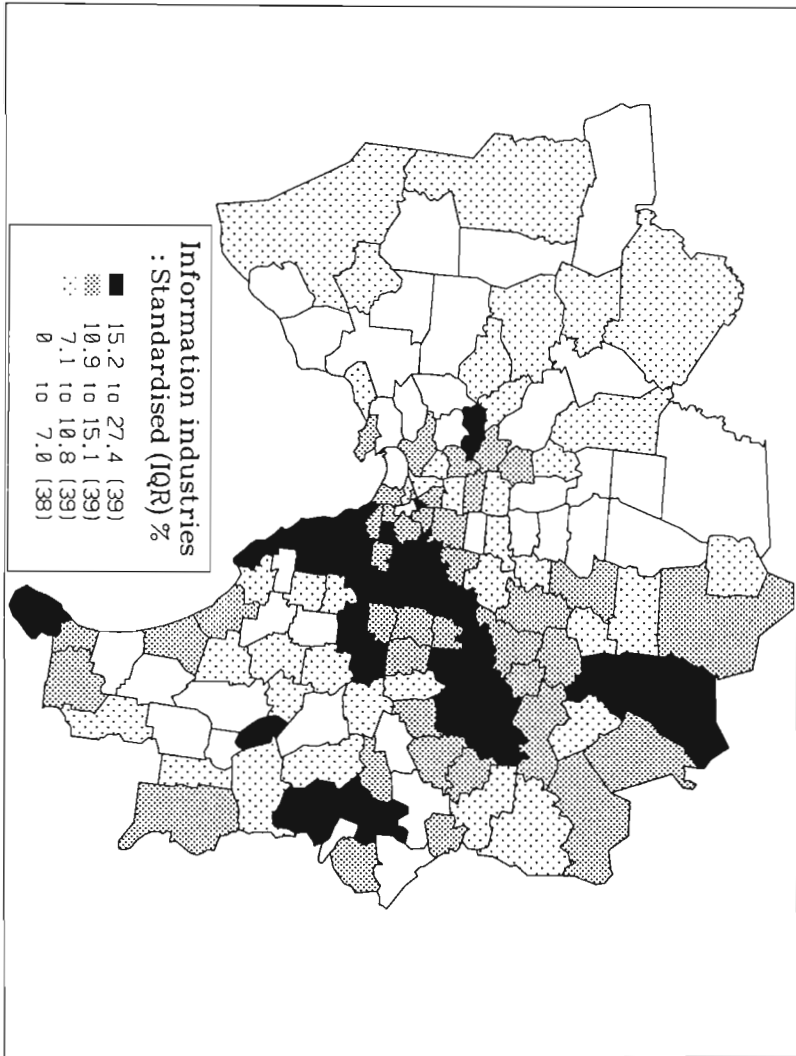 Information industries
: Standardised (IQR) %
15.2 to 27.4 (39)
10.9 to 15.1 (39)
7.1 to 10.8 (39)
0 to 7.0 (38)